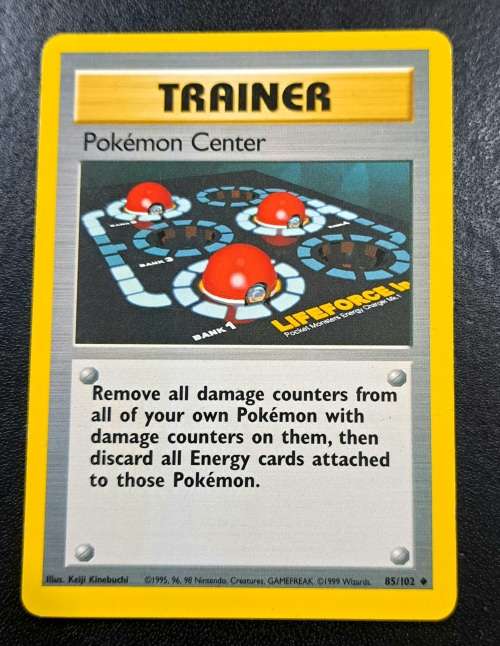 TRAINER
Pokémon Center
BANK 3
BANK 1
LIFEFORCE
Pocket Monsters Energy Charger Mk.1
Remove all damage counters from
all of your own Pokémon with
damage counters on them, then
discard all Energy cards attached
to those Pokémon.
Illus. Keiji Kinebuchi ©1995, 96, 98 Nintendo, Creatures, GAMEFREAK. ©1999 Wizards. 85/102